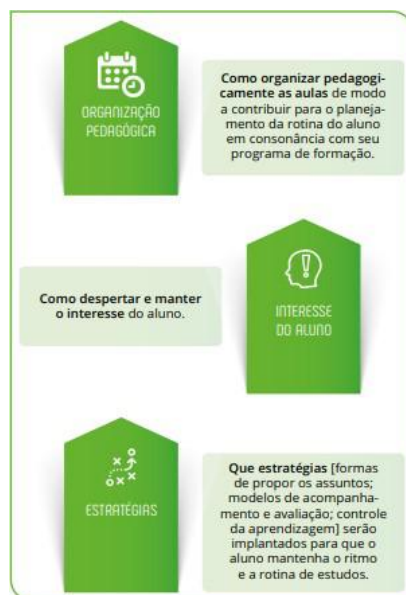 ORGANIZAÇÃO
PEDAGÓGICA
Como organizar pedagogi-
camente as aulas de modo
a contribuir para o planeja-
mento da rotina do aluno
em consonância com seu
programa de formação.
Como despertar e manter
o interesse do aluno.
INTERESSE
DO ALUNO
ESTRATÉGIAS
Que estratégias [formas
de propor os assuntos;
modelos de acompanha-
mento e avaliação; controle
da aprendizagem] serão
implantados para que o
aluno mantenha o ritmo
e a rotina de estudos.